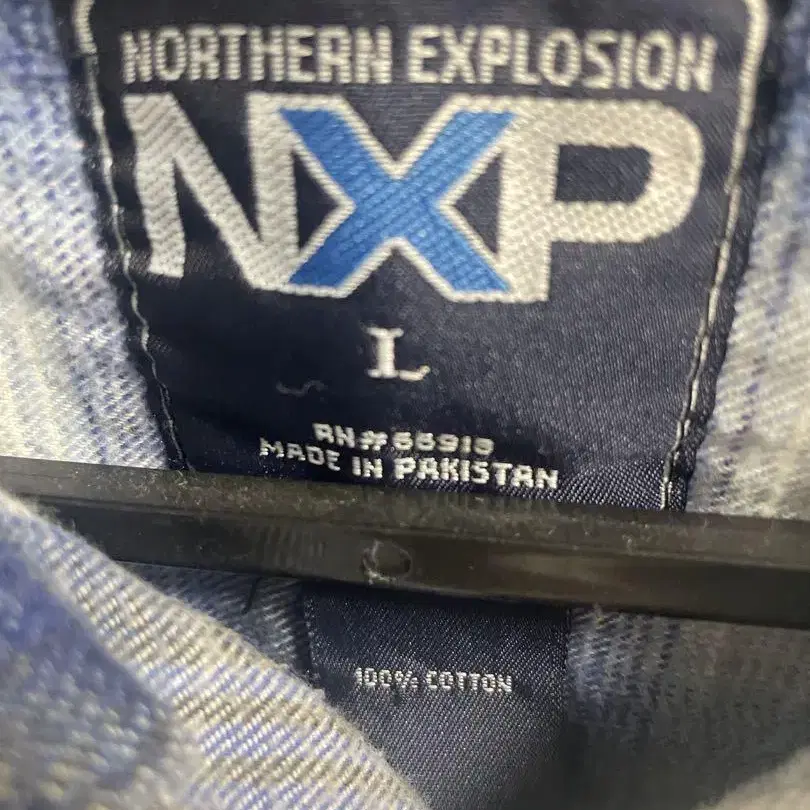 NORTHERN EXPLOSION
NXP
L
RN#66919
MADE IN PAKISTAN
100% COTTON